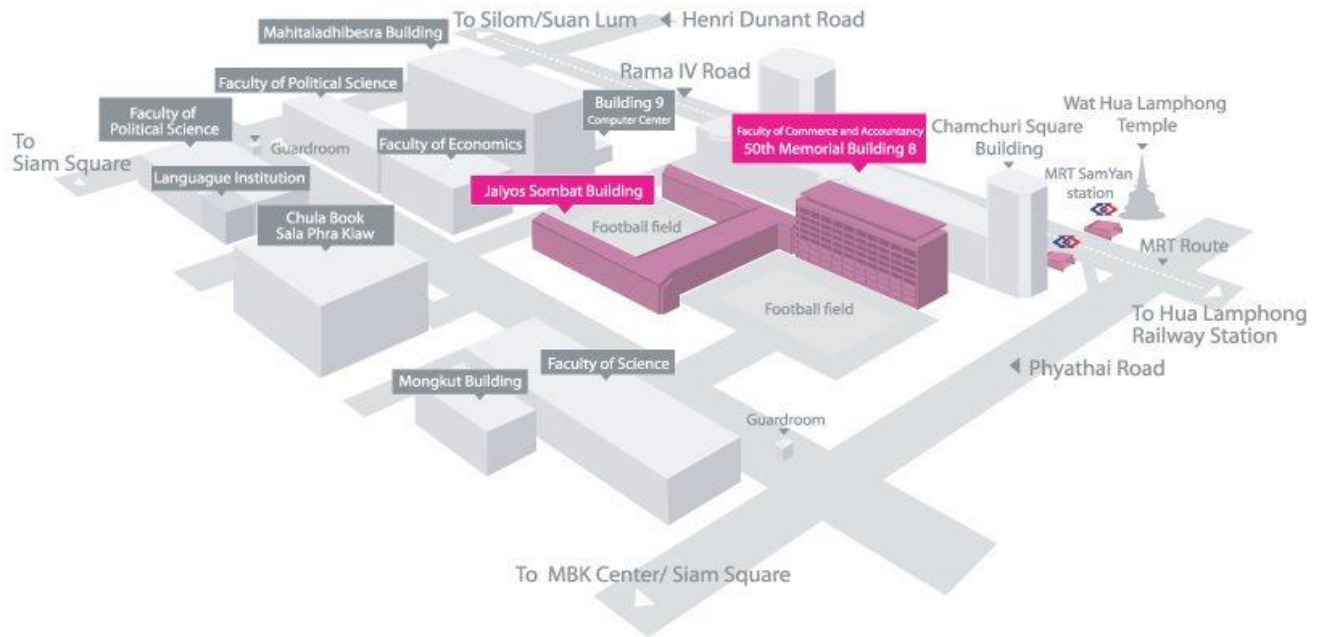 To Silom/Suan Lum
Henri Dunant Road
Mahitaladhibesra Building
Rama IV Road
Faculty of Political Science
Building 9
Computer Center
Faculty of
Political Science
Guardroom
Faculty of Economics
Faculty of Commerce and Accountancy
50th Memorial Building 8
Chamchuri Square
Building
Wat Hua Lamphong
Temple
To
Siam Square
Languague Institution
Jaiyos Sombat Building
MRT SamYan
station
Chula Book
Sala Phra Kiaw
Football field
MRT Route
Football field
To Hua Lamphong
Railway Station
Faculty of Science
Phyathai Road
Mongkut Building
Guardroom
To MBK Center/ Siam Square